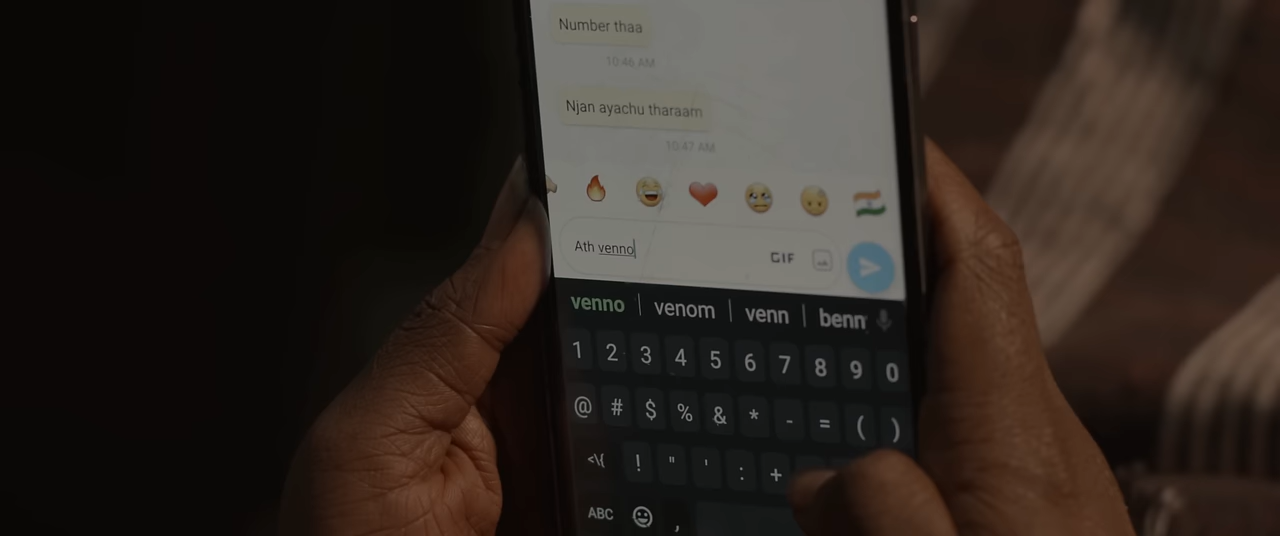 Number thaa
10:46 AM
Njan ayachu tharaam
10:47 AM
Ath venno
GIF
venno venom venn benn
1 2 3 4 5 6 7 8 9 0
@ # $ % & * - = ( )
<\{ ! " ' : +
ABC ,